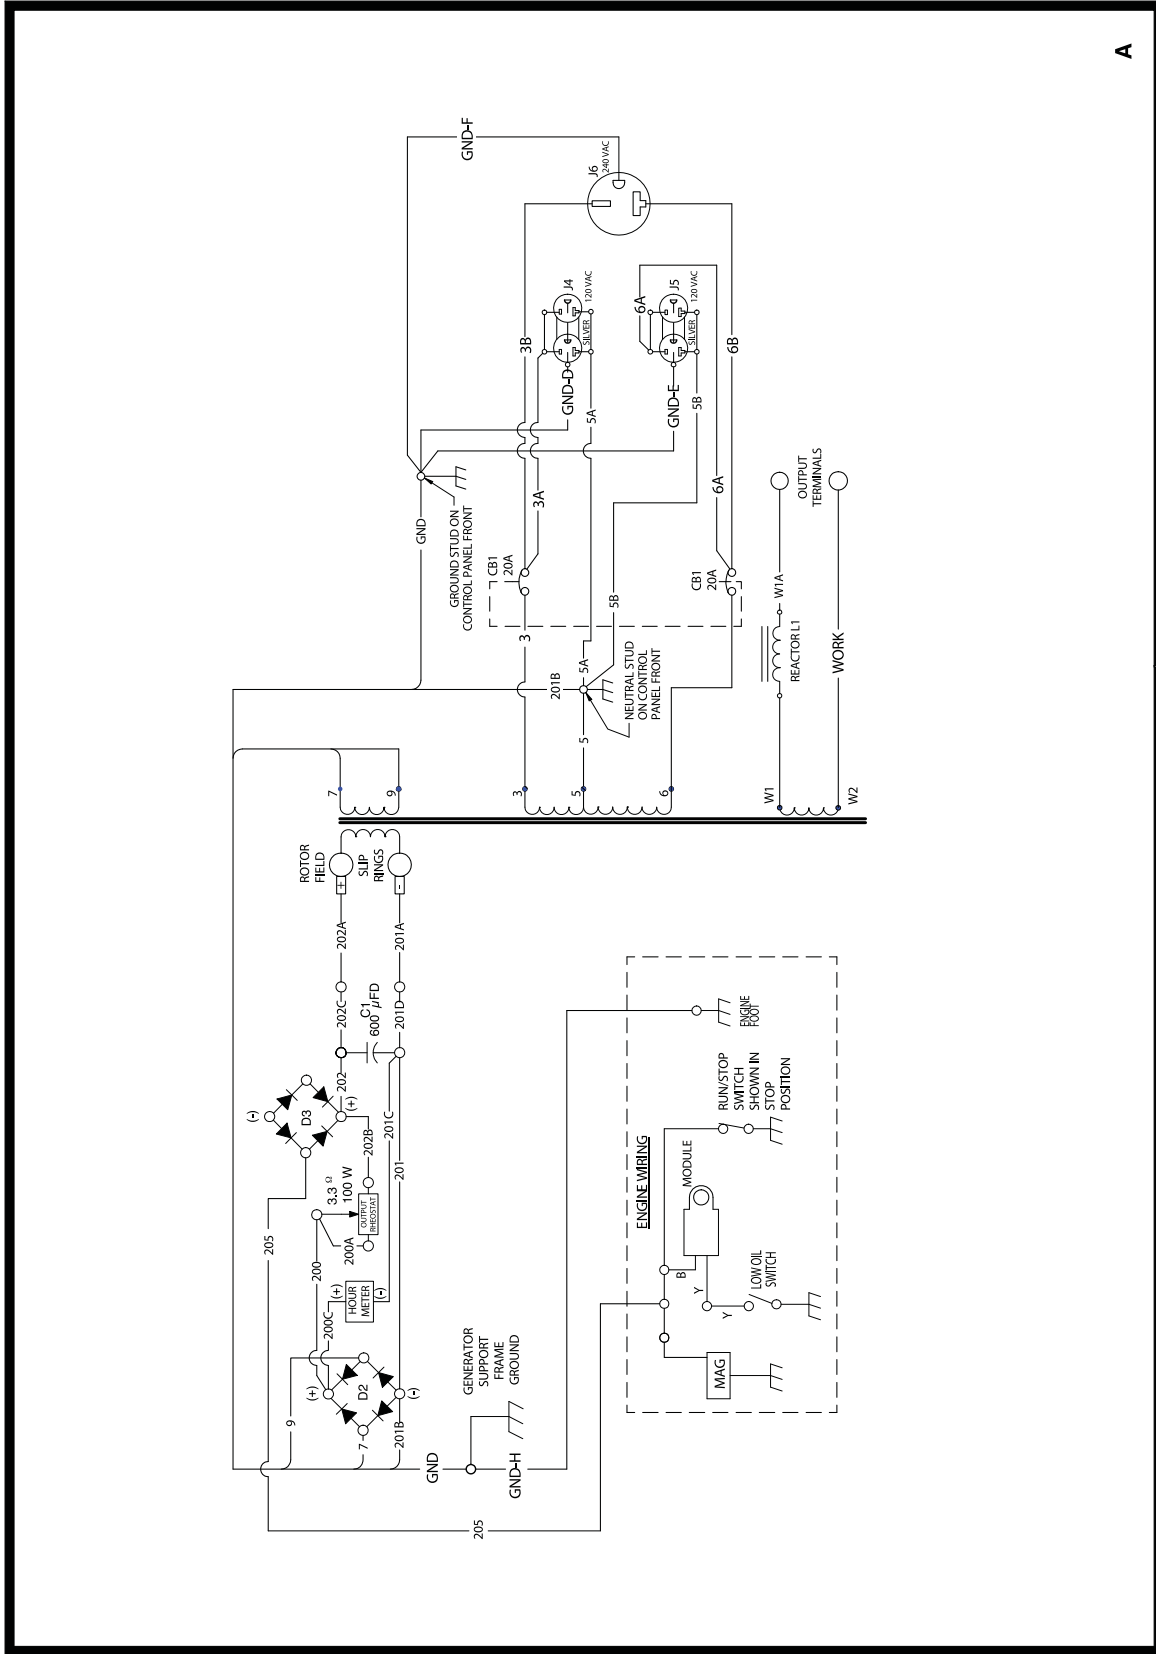 A
GND-F
J6
240 VAC
J4
120 VAC
SILVER
J5
120 VAC
SILVER
3B
6A
6B
GND-D
5A
GND-E
5B
3A
6A
GND
GROUND STUD ON
CONTROL PANEL FRONT
CB1
20A
CB1
20A
3
5A
5B
201B
NEUTRAL STUD
ON CONTROL
PANEL FRONT
5
OUTPUT
TERMINALS
W1A
REACTOR L1
WORK
7
9
3
5
6
W1
W2
ROTOR
FIELD
SLIP
RINGS
+
-
202A
201A
202C
201D
C1
600 µFD
202
(+)
(-)
D3
202B
201C
201
3.3 Ω
100 W
OUTPUT
RHEOSTAT
200A
200
205
200C
(+)
HOUR
METER
(-)
(+)
D2
(-)
9
7
201B
GND
GENERATOR
SUPPORT
FRAME
GROUND
GND-H
205
ENGINE WIRING
ENGINE
FOOT
RUN/STOP
SWITCH
SHOWN IN
STOP
POSITION
MODULE
B
Y
Y
LOW OIL
SWITCH
MAG